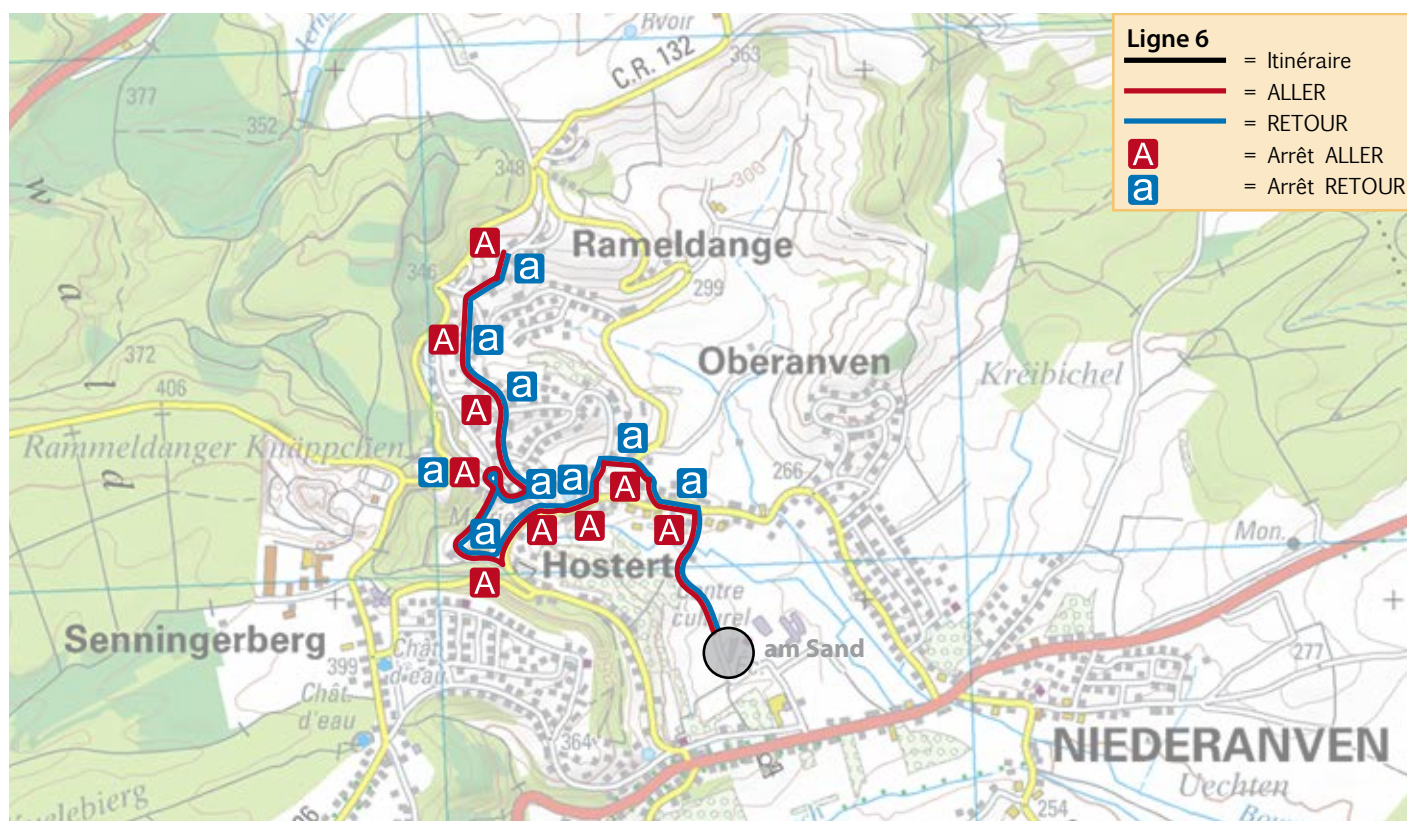 Ligne 6
= Itinéraire
= ALLER
= RETOUR
A = Arrêt ALLER
a = Arrêt RETOUR
Rvoir
C.R. 132
363
377
352
348
300
A
Rameldange
a
346
299
w
a
l
d
A
a
372
Oberanven
Kréibichel
406
a
A
a
Rammeldanger Knäppchen
a
A
266
a
a
A
a
A
A
A
a
Mon.
Hostert
A
Centre
culturel
Senningerberg
399
Chât.
d'eau
am Sand
277
Chât.
d'eau
364
NIEDERANVEN
Uechten
254